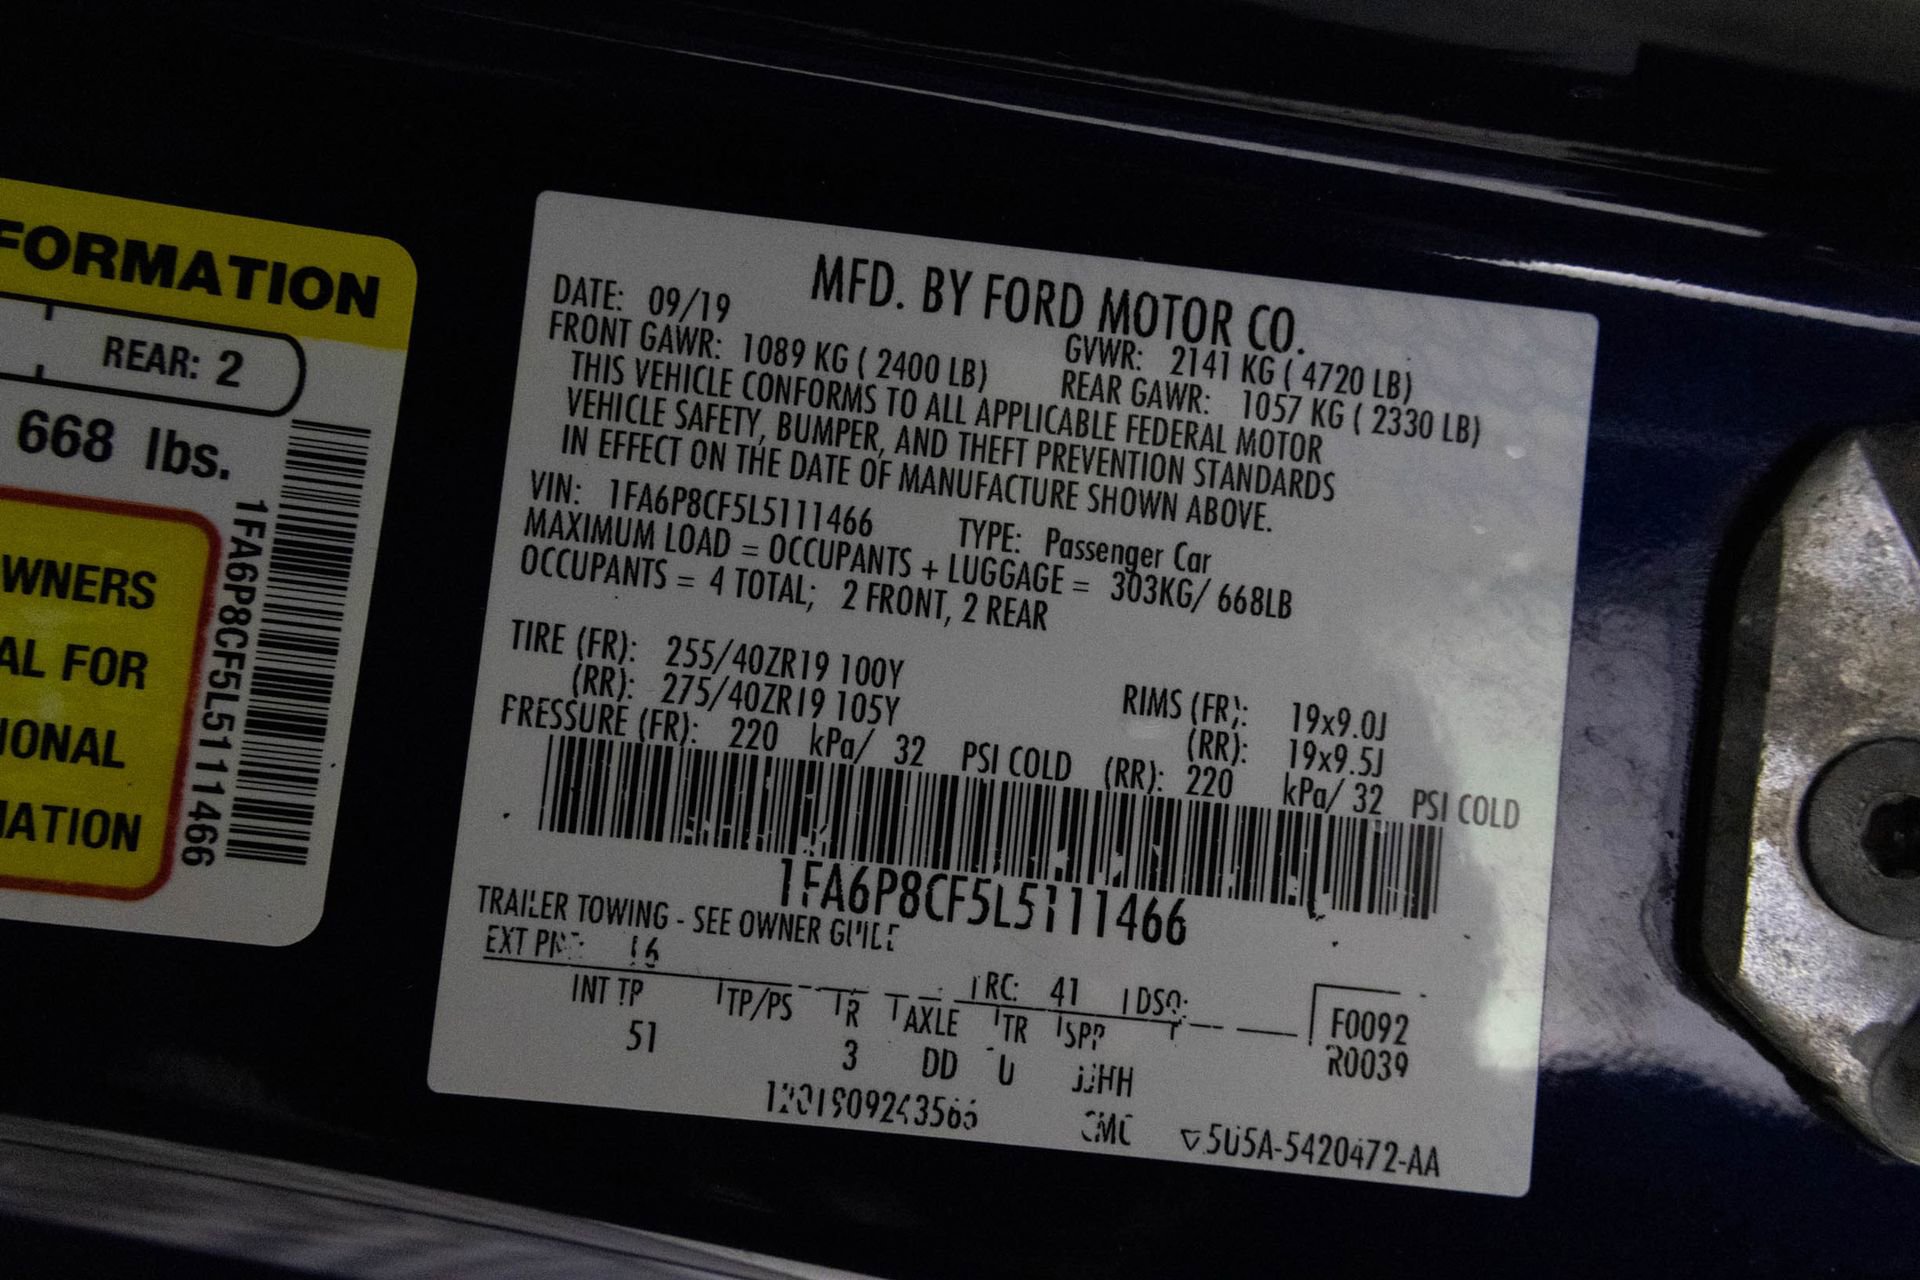 FORMATION
REAR: 2
668 lbs.
WNERS
AL FOR
IONAL
MATION
1FA6P8CF5L5111466
MFD. BY FORD MOTOR CO.
DATE: 09/19 GVWR: 2141 KG ( 4720 LB)
FRONT GAWR: 1089 KG ( 2400 LB) REAR GAWR: 1057 KG ( 2330 LB)
THIS VEHICLE CONFORMS TO ALL APPLICABLE FEDERAL MOTOR
VEHICLE SAFETY, BUMPER, AND THEFT PREVENTION STANDARDS
IN EFFECT ON THE DATE OF MANUFACTURE SHOWN ABOVE.
VIN: 1FA6P8CF5L5111466 TYPE: Passenger Car
MAXIMUM LOAD = OCCUPANTS + LUGGAGE = 303KG/ 668LB
OCCUPANTS = 4 TOTAL; 2 FRONT, 2 REAR
TIRE (FR): 255/40ZR19 100Y RIMS (FR): 19x9.0J
(RR): 275/40ZR19 105Y (RR): 19x9.5J
PRESSURE (FR): 220 kPa/ 32 PSI COLD (RR): 220 kPa/ 32 PSI COLD
1FA6P8CF5L5111466
TRAILER TOWING - SEE OWNER GUIDE
EXT RC: 41 DSO: F0092
INT TP TP/PS R AXLE TR SPR R0039
51 3 DD U